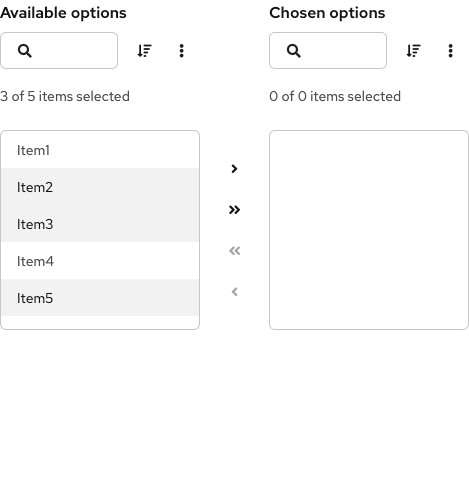 Available options
Chosen options
3 of 5 items selected
0 of 0 items selected
Item1
Item2
Item3
Item4
Item5